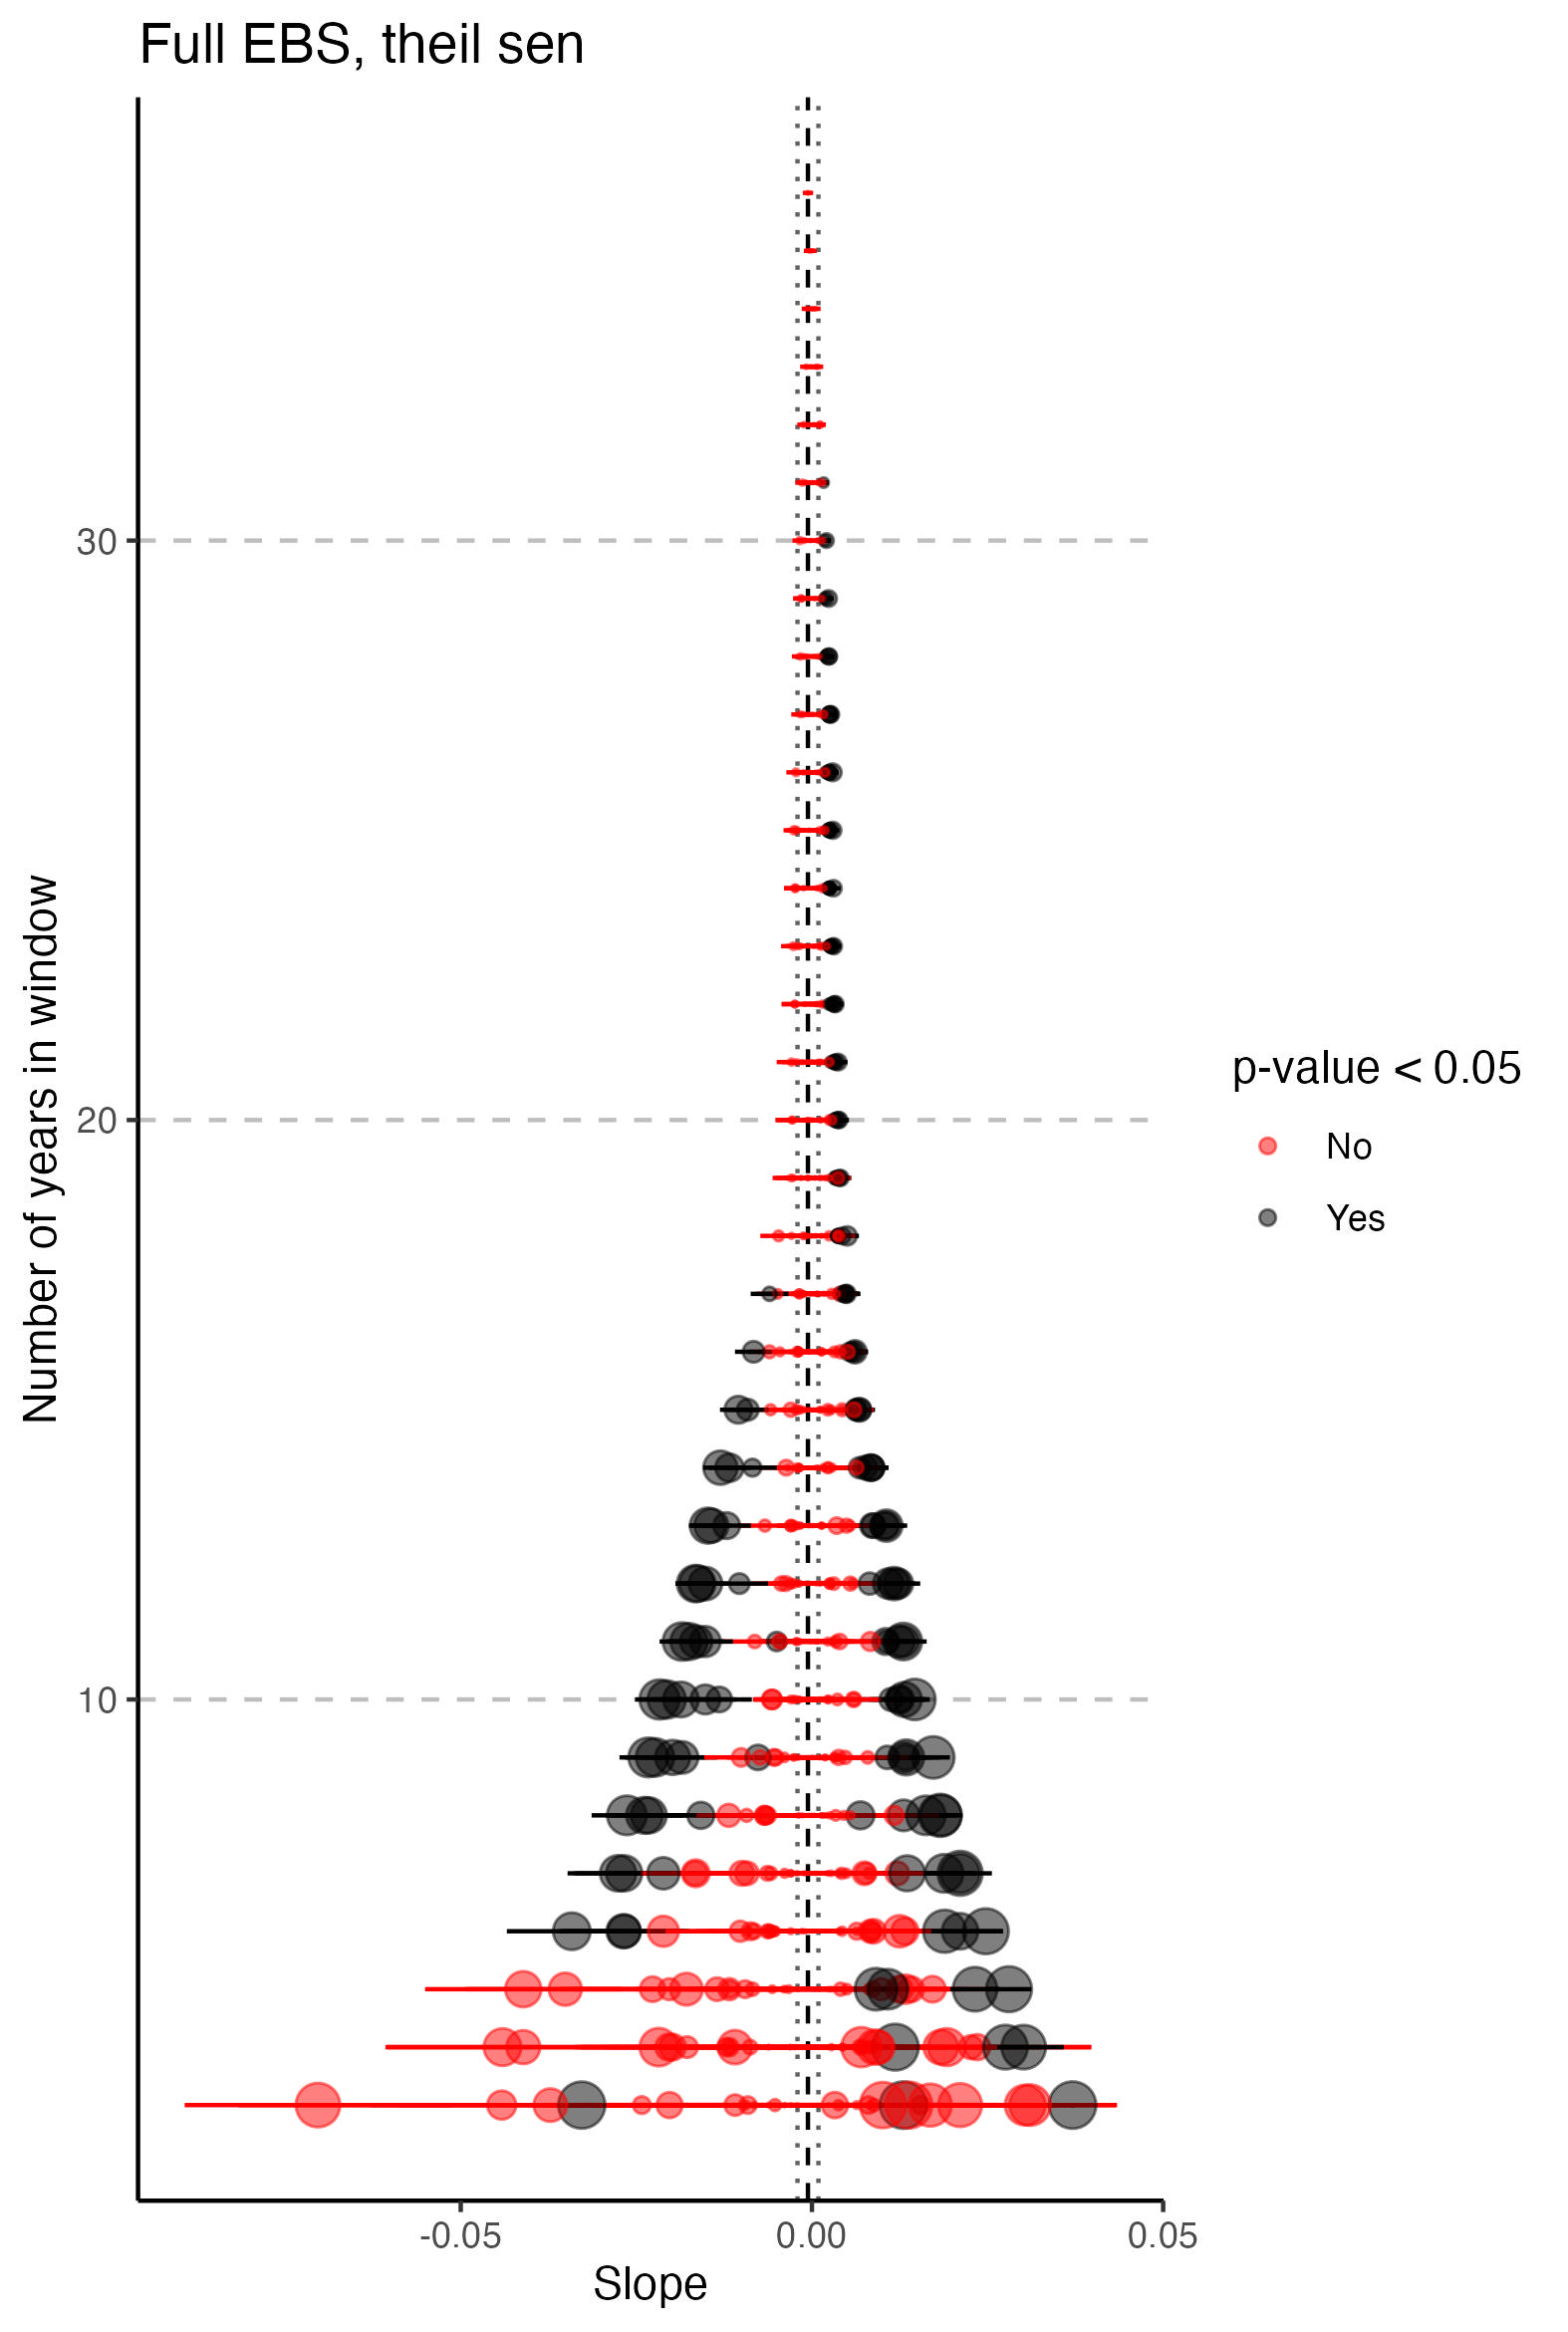 Full EBS, theil sen
Number of years in window
30
20
10
-0.05
0.00
0.05
Slope
p-value < 0.05
No
Yes